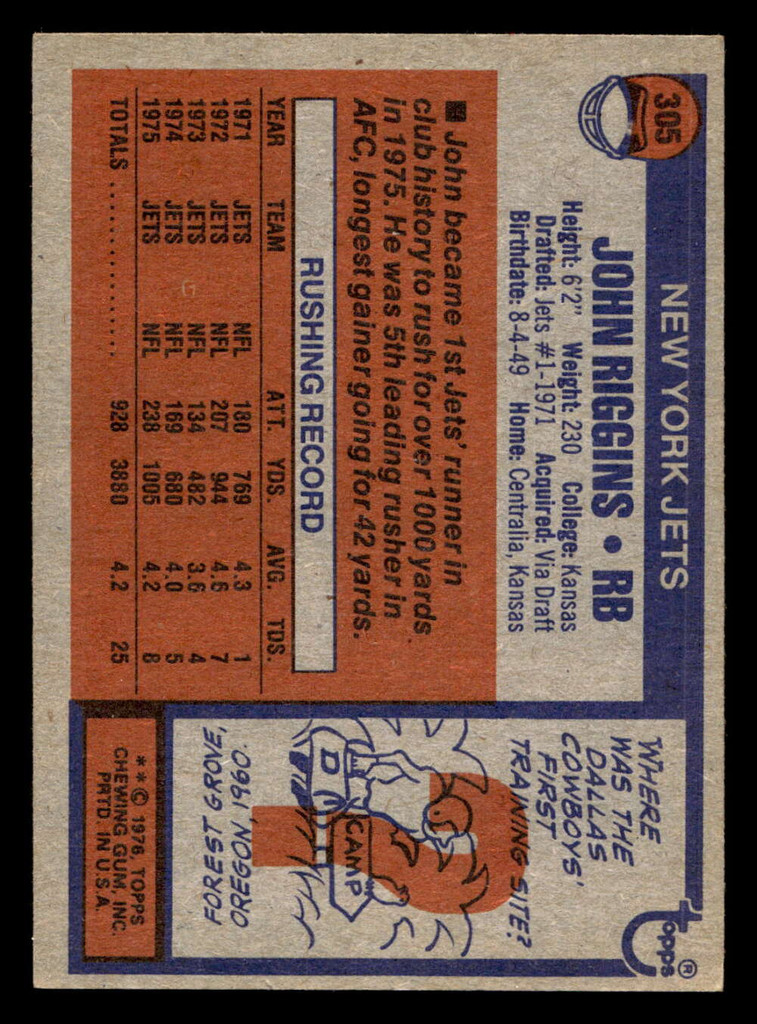 305
NEW YORK JETS
JOHN RIGGINS • RB
Height: 6'2" Weight: 230 College: Kansas
Drafted: Jets #1-1971 Acquired: Via Draft
Birthdate: 8-4-49 Home: Centralia, Kansas
■ John became 1st Jets' runner in
club history to rush for over 1000 yards
in 1975. He was 5th leading rusher in
AFC, longest gainer going for 42 yards.
RUSHING RECORD
YEAR TEAM ATT. YDS. AVG. TDS.
1971 JETS NFL 180 769 4.3 1
1972 JETS NFL 207 944 4.6 7
1973 JETS NFL 134 482 3.6 4
1974 JETS NFL 169 680 4.0 5
1975 JETS NFL 238 1005 4.2 8
TOTALS .............. 928 3880 4.2 25
topps®
WHERE
WAS THE
DALLAS
COWBOYS'
FIRST
TRAINING SITE?
?
D
CAMP
FOREST GROVE,
OREGON, 1960.
**© 1976, TOPPS
CHEWING GUM, INC.
PRTD. IN U.S.A.